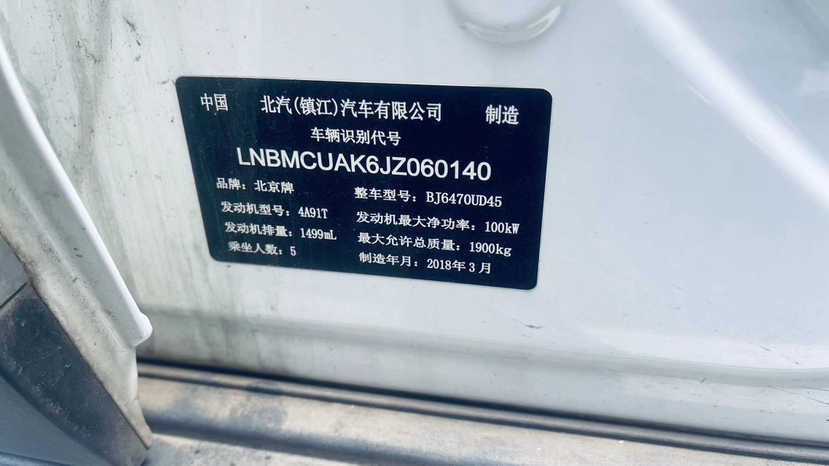 中国 北汽(镇江)汽车有限公司 制造
车辆识别代号
LNBMCUAK6JZ060140
品牌：北京牌 整车型号：BJ6470UD45
发动机型号：4A91T 发动机最大净功率：100kW
发动机排量：1499mL 最大允许总质量：1900kg
乘坐人数：5 制造年月：2018年3月